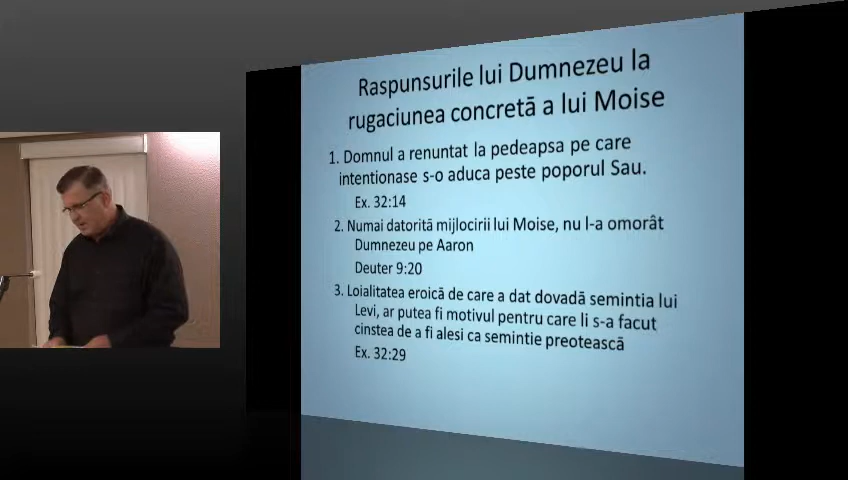 Raspunsurile lui Dumnezeu la
rugaciunea concretă a lui Moise
1. Domnul a renuntat la pedeapsa pe care
intentionase s-o aduca peste poporul Sau.
Ex. 32:14
2. Numai datorită mijlocirii lui Moise, nu l-a omorât
Dumnezeu pe Aaron
Deuter 9:20
3. Loialitatea eroică de care a dat dovadă semintia lui
Levi, ar putea fi motivul pentru care li s-a facut
cinstea de a fi alesi ca semintie preotească
Ex. 32:29